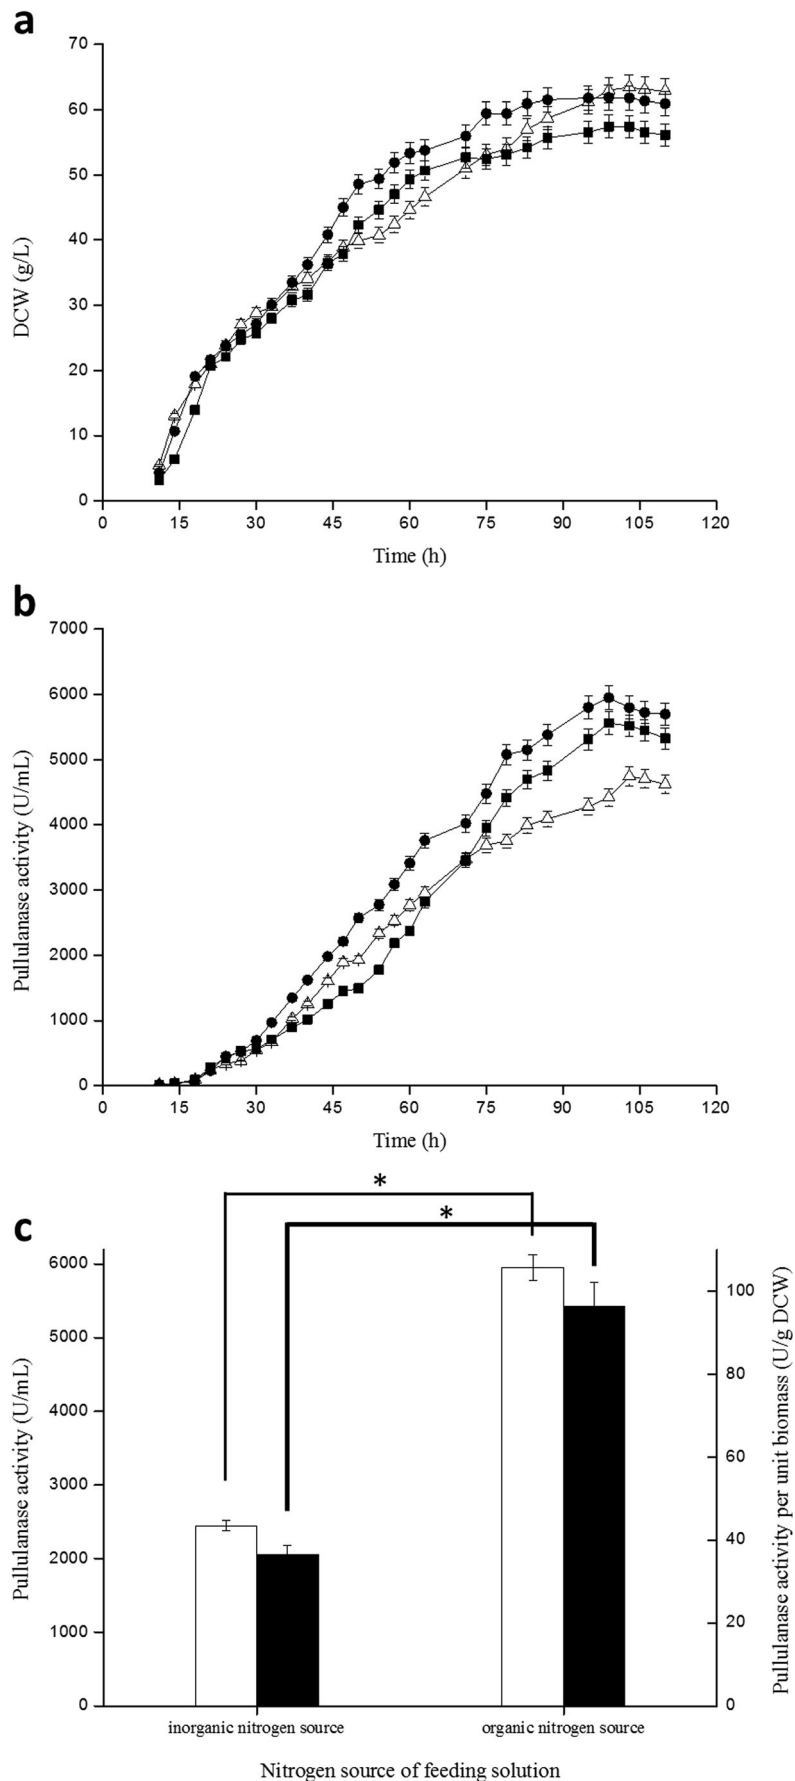 a
70
60
50
40
30
20
10
0
DCW (g/L)
0 15 30 45 60 75 90 105 120
Time (h)
b
7000
6000
5000
4000
3000
2000
1000
0
Pullulanase activity (U/mL)
0 15 30 45 60 75 90 105 120
Time (h)
c
*
*
6000
5000
4000
3000
2000
1000
0
Pullulanase activity (U/mL)
100
80
60
40
20
0
Pullulanase activity per unit biomass (U/g DCW)
inorganic nitrogen source organic nitrogen source
Nitrogen source of feeding solution